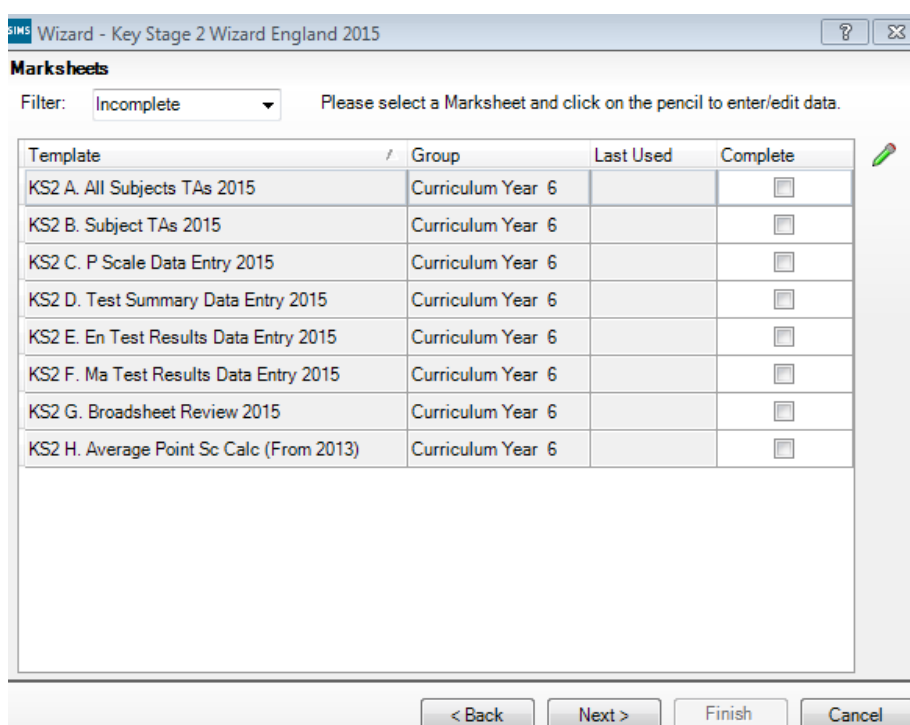 SIMS Wizard - Key Stage 2 Wizard England 2015 ?
Marksheets
Filter: Incomplete Please select a Marksheet and click on the pencil to enter/edit data.
Template Group Last Used Complete
KS2 A. All Subjects TAs 2015 Curriculum Year 6
KS2 B. Subject TAs 2015 Curriculum Year 6
KS2 C. P Scale Data Entry 2015 Curriculum Year 6
KS2 D. Test Summary Data Entry 2015 Curriculum Year 6
KS2 E. En Test Results Data Entry 2015 Curriculum Year 6
KS2 F. Ma Test Results Data Entry 2015 Curriculum Year 6
KS2 G. Broadsheet Review 2015 Curriculum Year 6
KS2 H. Average Point Sc Calc (From 2013) Curriculum Year 6
< Back Next > Finish Cancel